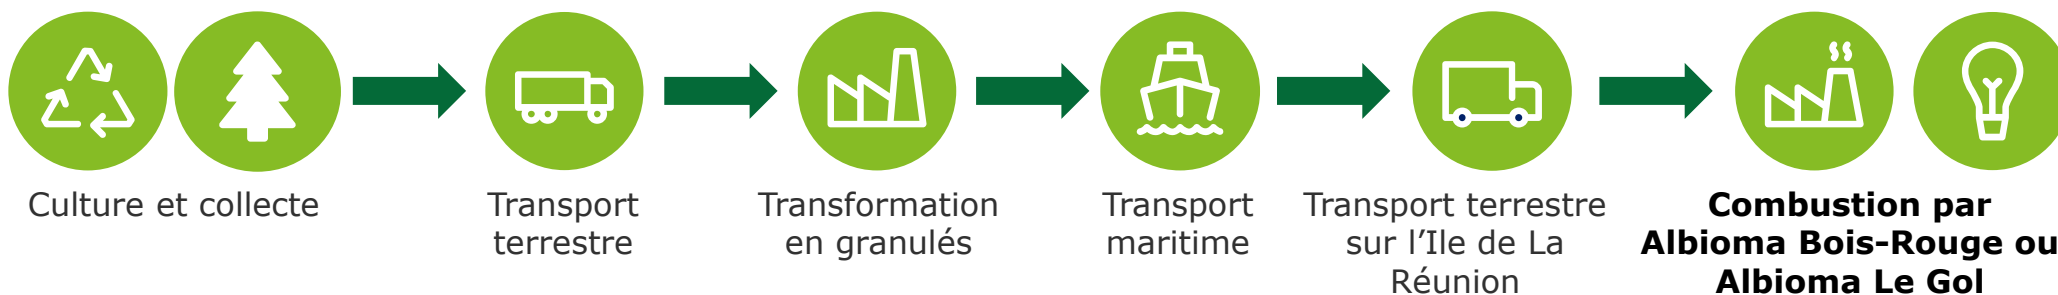 Culture et collecte
Transport
terrestre
Transformation
en granulés
Transport
maritime
Transport terrestre
sur l’Ile de La
Réunion
Combustion par
Albioma Bois-Rouge ou
Albioma Le Gol